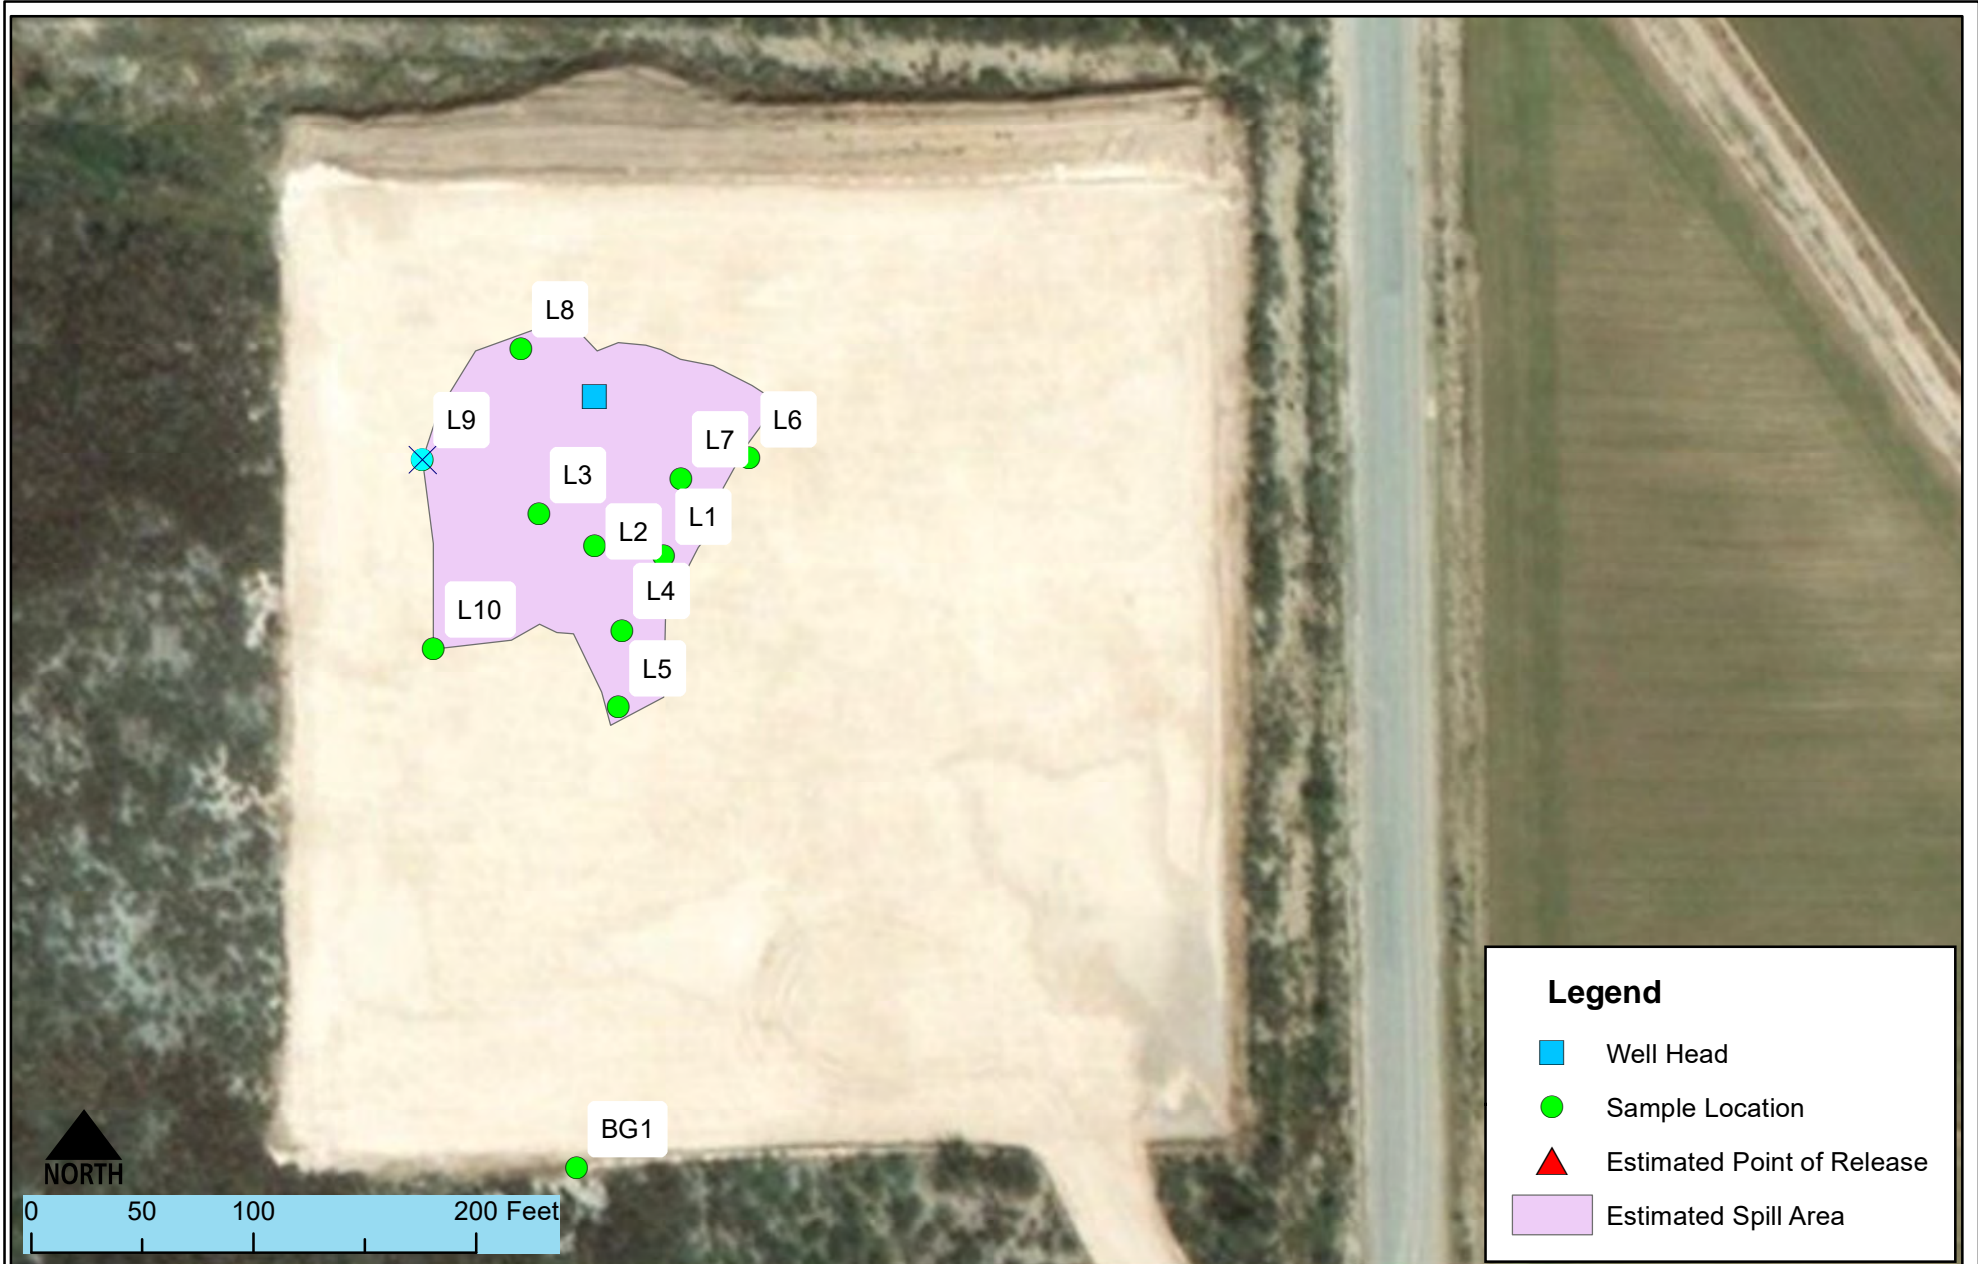 L8
L9
L6
L7
L3
L1
L2
L4
L10
L5
BG1
NORTH
0 50 100 200 Feet
Legend
Well Head
Sample Location
Estimated Point of Release
Estimated Spill Area